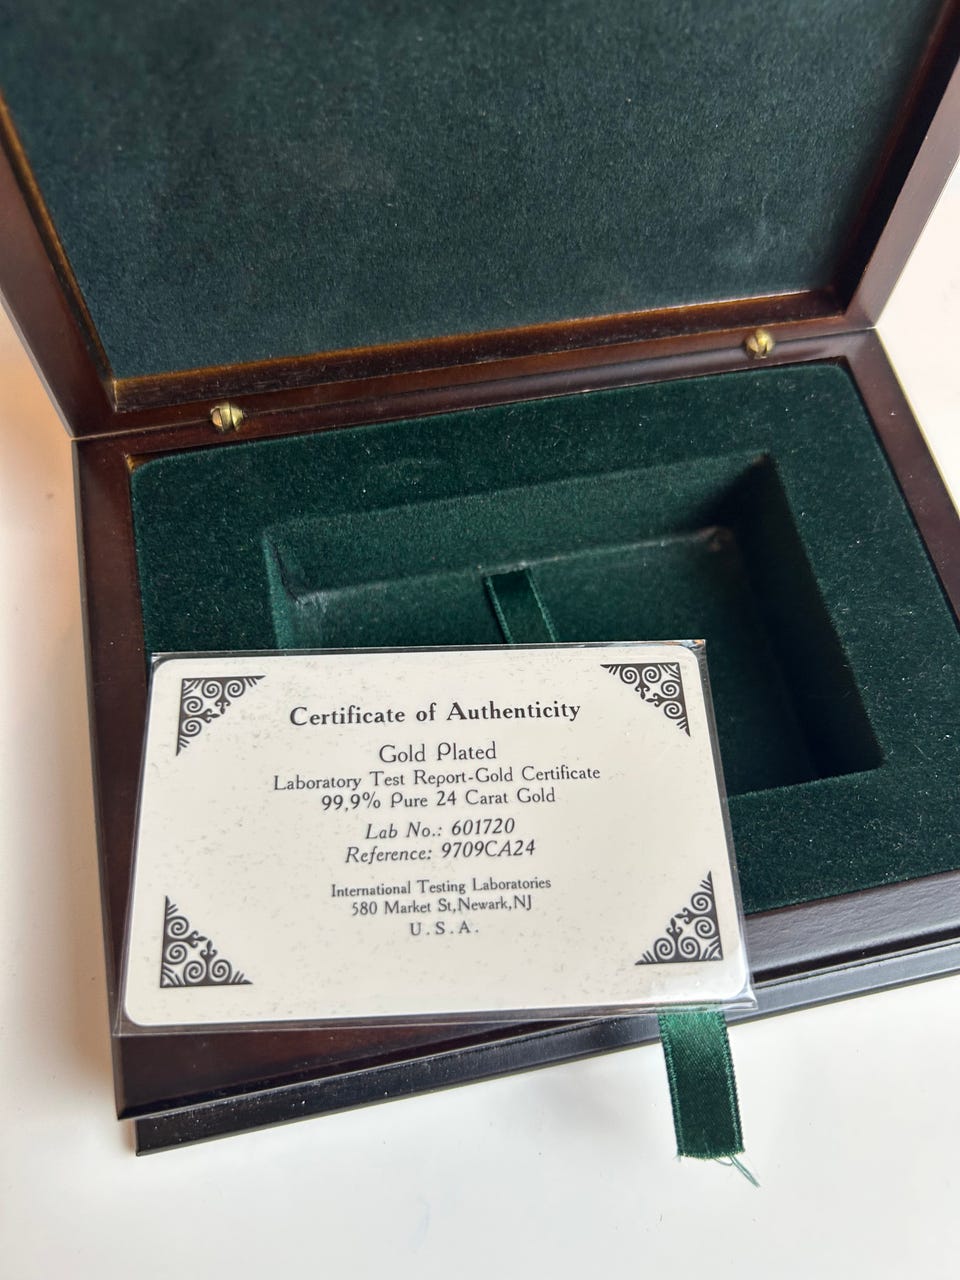 Certificate of Authenticity
Gold Plated
Laboratory Test Report-Gold Certificate
99,9% Pure 24 Carat Gold
Lab No.: 601720
Reference: 9709CA24
International Testing Laboratories
580 Market St,Newark,NJ
U.S.A.